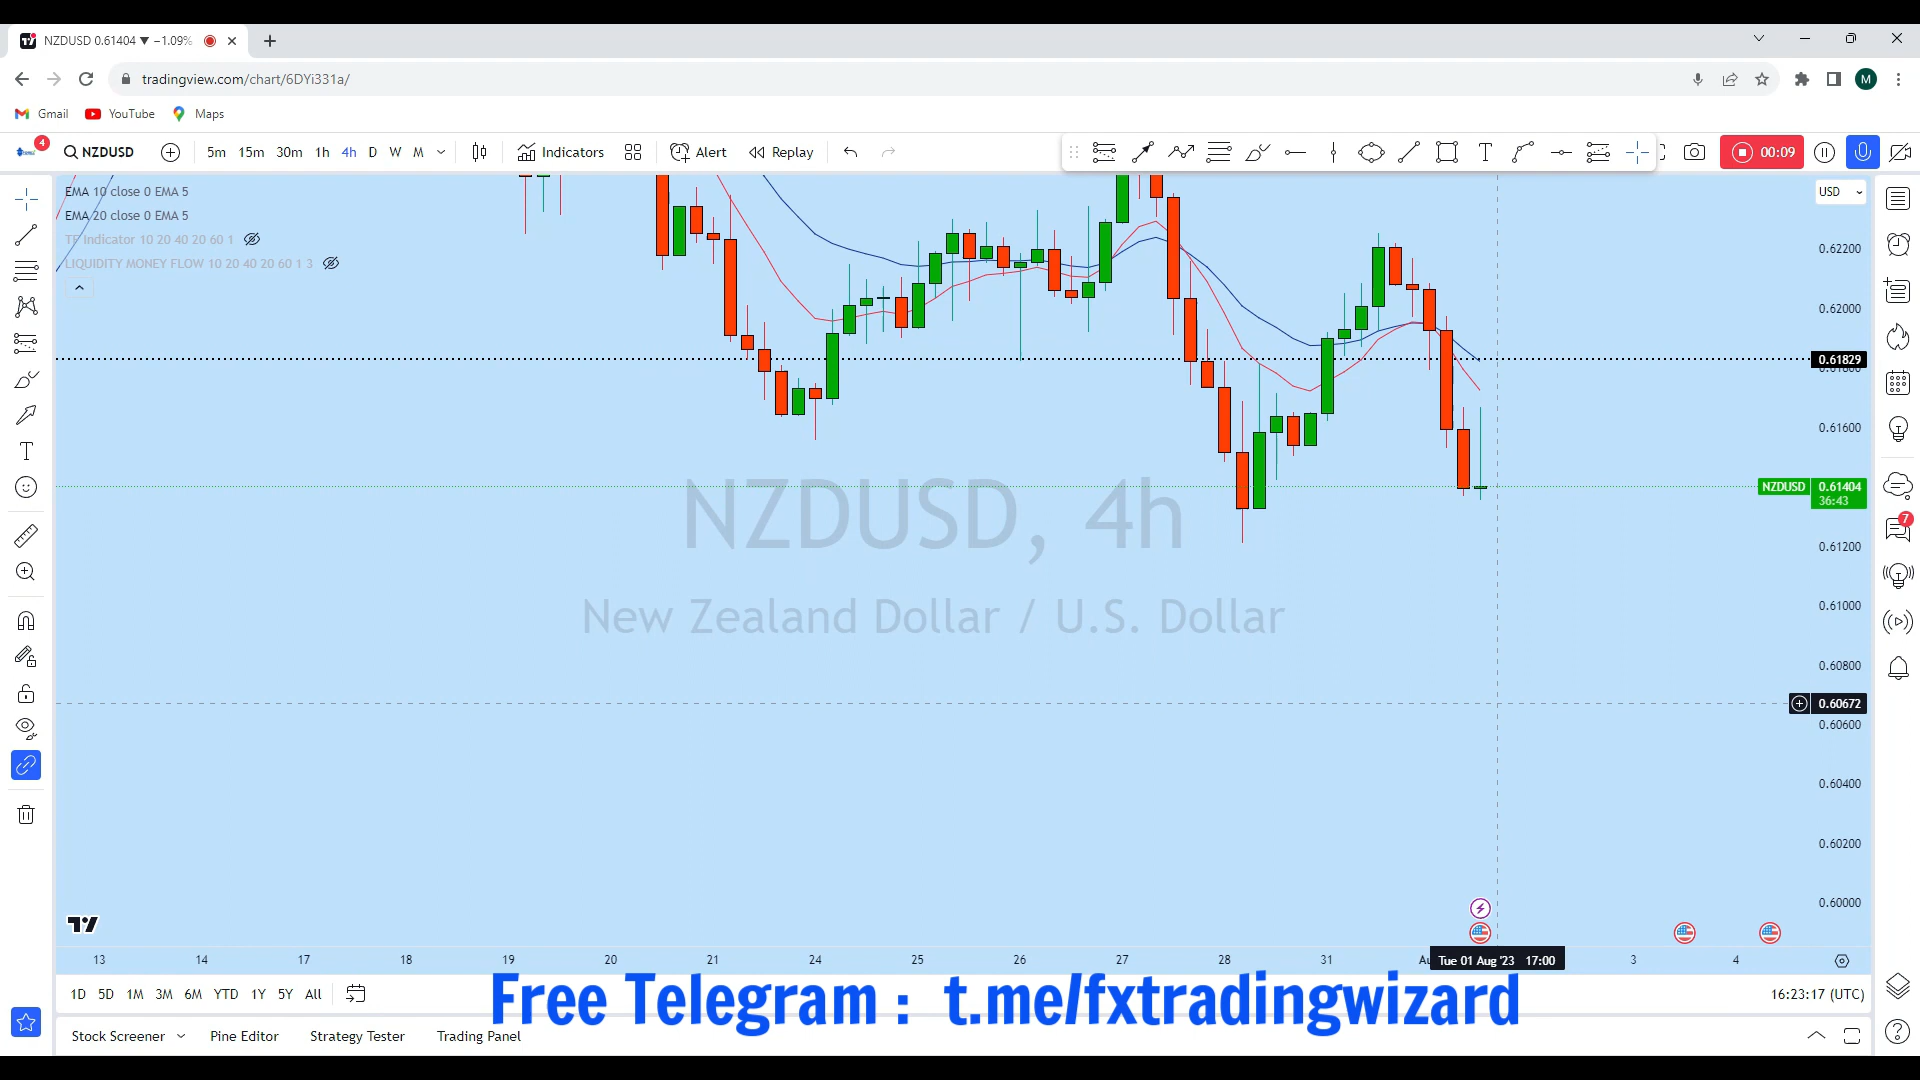 NZDUSD 0.61404 ▼ −1.09%
tradingview.com/chart/6DYi331a/
M
Gmail YouTube Maps
4
NZDUSD 5m 15m 30m 1h 4h D W M Indicators Alert Replay 00:09
EMA 10 close 0 EMA 5
EMA 20 close 0 EMA 5
TF Indicator 10 20 40 20 60 1
LIQUIDITY MONEY FLOW 10 20 40 20 60 1 3
USD
0.62200
0.62000
0.61829
0.61800
0.61600
NZDUSD 0.61404
36:43
7
0.61200
0.61000
0.60800
0.60672
0.60600
0.60400
0.60200
0.60000
NZDUSD, 4h
New Zealand Dollar / U.S. Dollar
13 14 17 18 19 20 21 24 25 26 27 28 31 Tue 01 Aug '23 17:00 3 4
1D 5D 1M 3M 6M YTD 1Y 5Y All
16:23:17 (UTC)
Free Telegram : t.me/fxtradingwizard
Stock Screener Pine Editor Strategy Tester Trading Panel